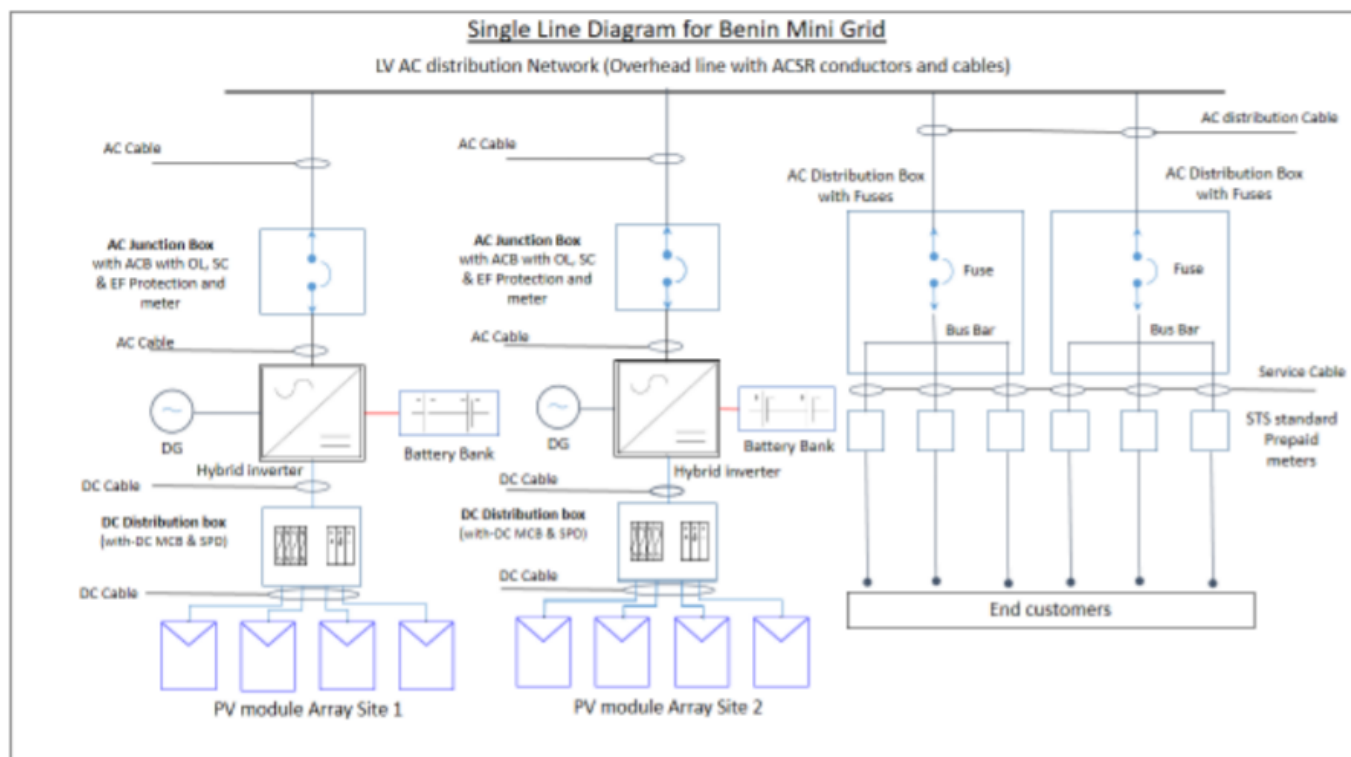 Single Line Diagram for Benin Mini Grid
LV AC distribution Network (Overhead line with ACSR conductors and cables)
AC Cable
AC Cable
AC distribution Cable
AC Distribution Box
with Fuses
AC Distribution Box
with Fuses
AC Junction Box
with ACB with OL, SC
& EF Protection and
meter
AC Junction Box
with ACB with OL, SC
& EF Protection and
meter
Fuse
Fuse
Bus Bar
Bus Bar
AC Cable
AC Cable
Service Cable
DG
Battery Bank
Hybrid inverter
DG
Battery Bank
Hybrid inverter
STS standard
Prepaid
meters
DC Cable
DC Cable
DC Distribution box
(with-DC MCB & SPD)
DC Distribution box
(with-DC MCB & SPD)
DC Cable
DC Cable
End customers
PV module Array Site 1
PV module Array Site 2